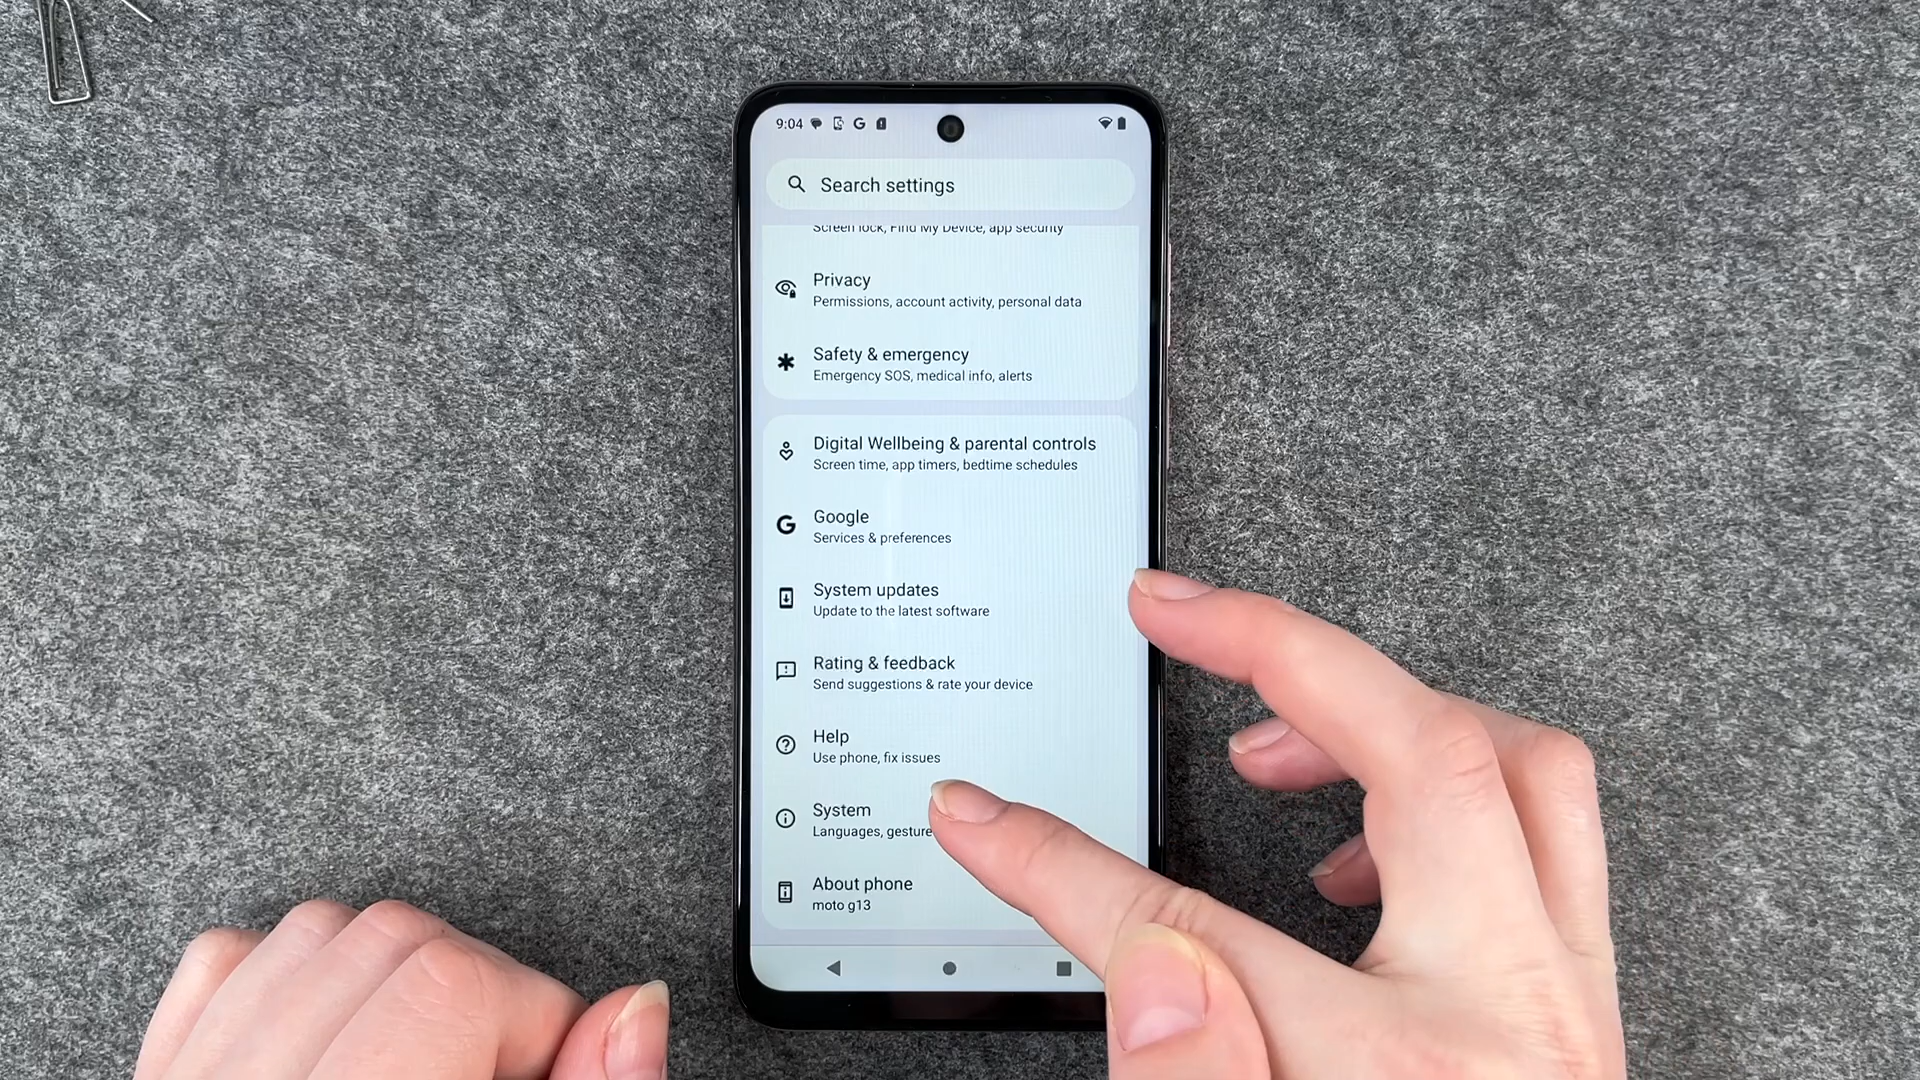 9:04
Search settings
Screen lock, Find My Device, app security
Privacy
Permissions, account activity, personal data
Safety & emergency
Emergency SOS, medical info, alerts
Digital Wellbeing & parental controls
Screen time, app timers, bedtime schedules
Google
Services & preferences
System updates
Update to the latest software
Rating & feedback
Send suggestions & rate your device
Help
Use phone, fix issues
System
Languages, gesture
About phone
moto g13